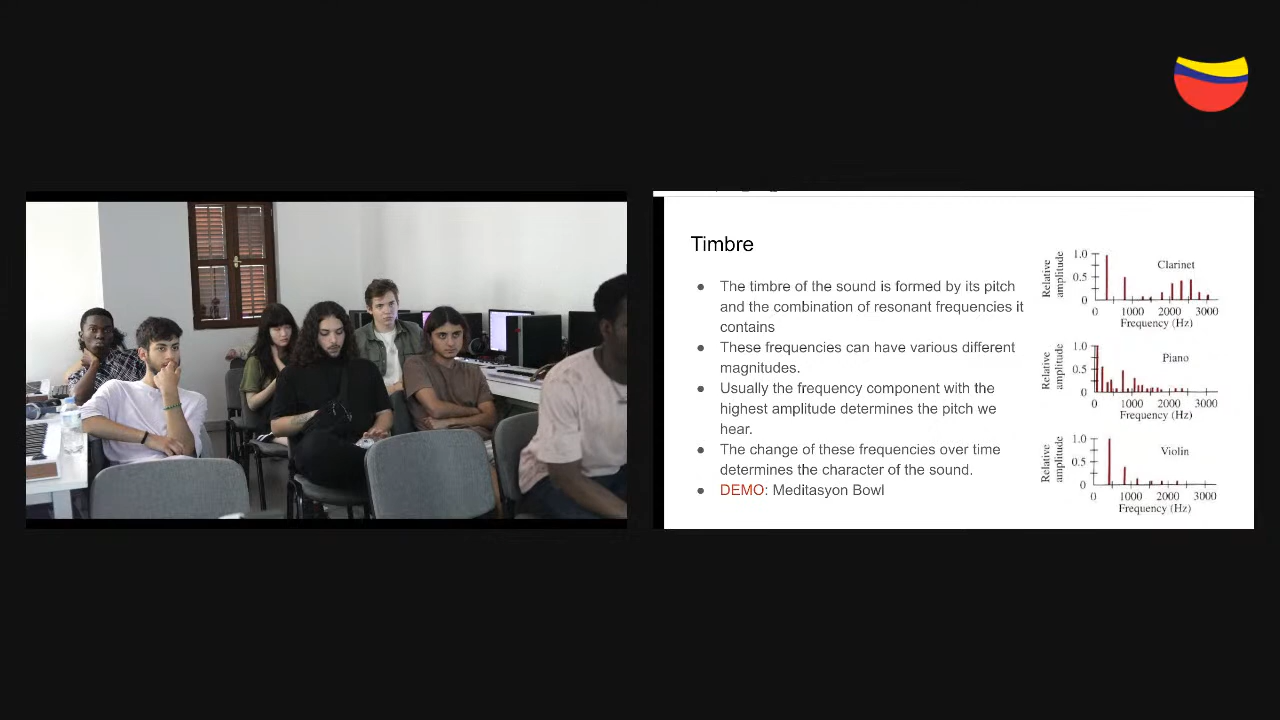 Timbre
● The timbre of the sound is formed by its pitch
and the combination of resonant frequencies it
contains
● These frequencies can have various different
magnitudes.
● Usually the frequency component with the
highest amplitude determines the pitch we
hear.
● The change of these frequencies over time
determines the character of the sound.
● DEMO: Meditasyon Bowl
Relative
amplitude
1.0
0.5
0
Clarinet
0 1000 2000 3000
Frequency (Hz)
Relative
amplitude
1.0
0.5
0
Piano
0 1000 2000 3000
Frequency (Hz)
Relative
amplitude
1.0
0.5
0
Violin
0 1000 2000 3000
Frequency (Hz)